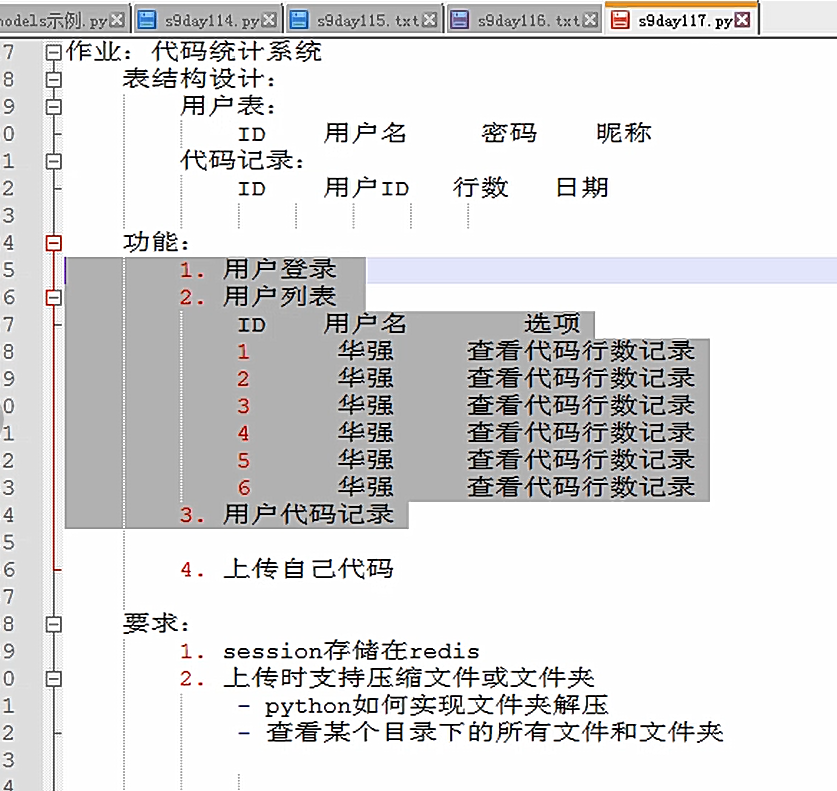 models示例.py s9day114.py s9day115.txt s9day116.txt s9day117.py
7 作业：代码统计系统
8 表结构设计：
9 用户表：
0 ID 用户名 密码 昵称
1 代码记录：
2 ID 用户ID 行数 日期
3
4 功能：
5 1. 用户登录
6 2. 用户列表
7 ID 用户名 选项
8 1 华强 查看代码行数记录
9 2 华强 查看代码行数记录
0 3 华强 查看代码行数记录
1 4 华强 查看代码行数记录
2 5 华强 查看代码行数记录
3 6 华强 查看代码行数记录
4 3. 用户代码记录
5
6 4. 上传自己代码
7
8 要求：
9 1. session存储在redis
0 2. 上传时支持压缩文件或文件夹
1 - python如何实现文件夹解压
2 - 查看某个目录下的所有文件和文件夹
3
4